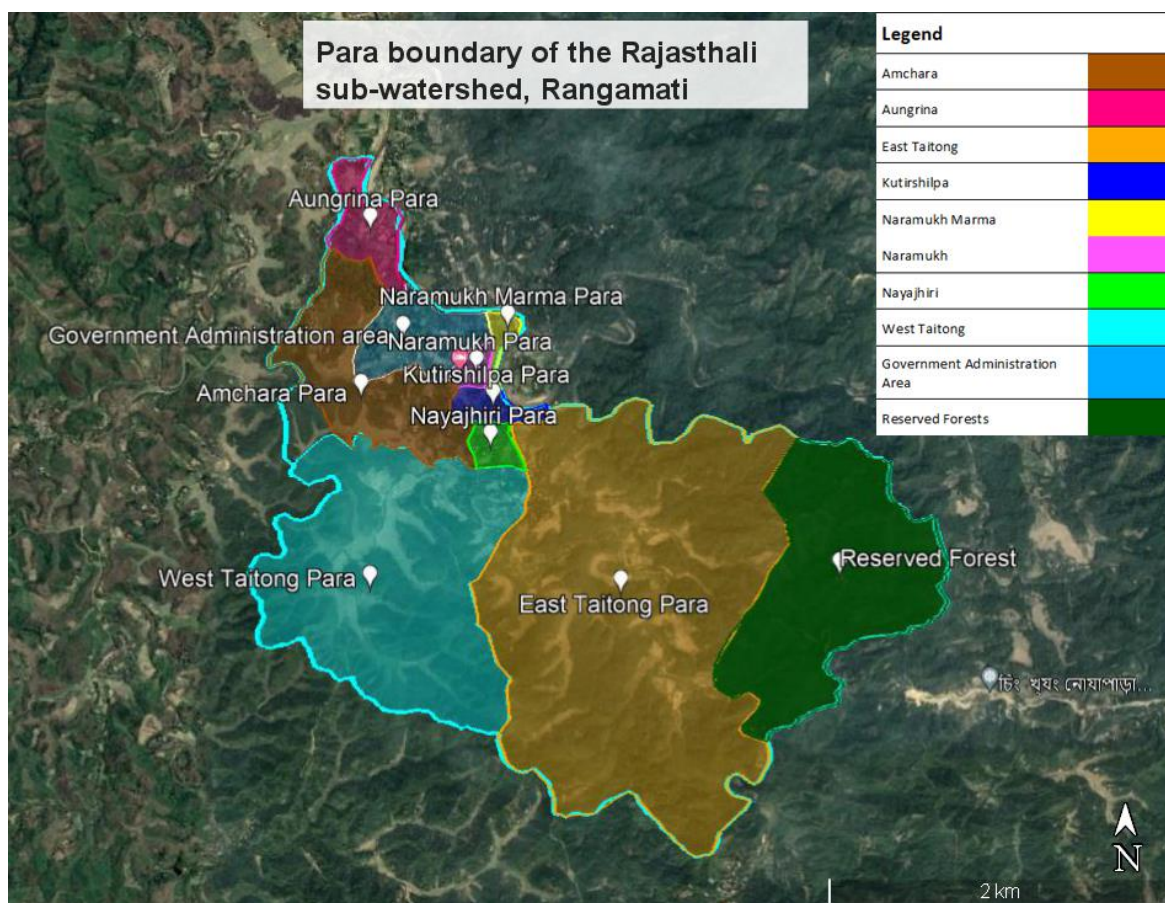 Para boundary of the Rajasthali
sub-watershed, Rangamati
Legend
Amchara
Aungrina
East Taitong
Kutirshilpa
Naramukh Marma
Naramukh
Nayajhiri
West Taitong
Government Administration
Area
Reserved Forests
Aungrina Para
Naramukh Marma Para
Government Administration area
Naramukh Para
Kutirshilpa Para
Amchara Para
Nayajhiri Para
West Taitong Para
East Taitong Para
Reserved Forest
চিং খ্যং নোযাপাড়া...
N
2 km